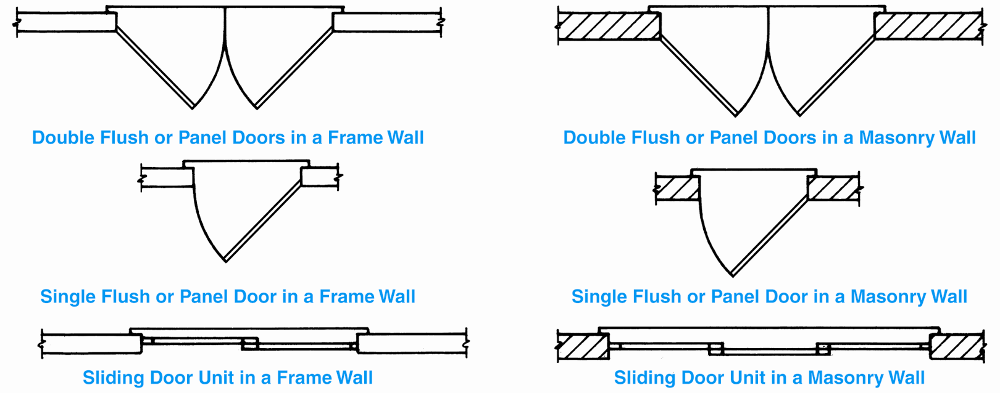 Double Flush or Panel Doors in a Frame Wall
Double Flush or Panel Doors in a Masonry Wall
Single Flush or Panel Door in a Frame Wall
Single Flush or Panel Door in a Masonry Wall
Sliding Door Unit in a Frame Wall
Sliding Door Unit in a Masonry Wall